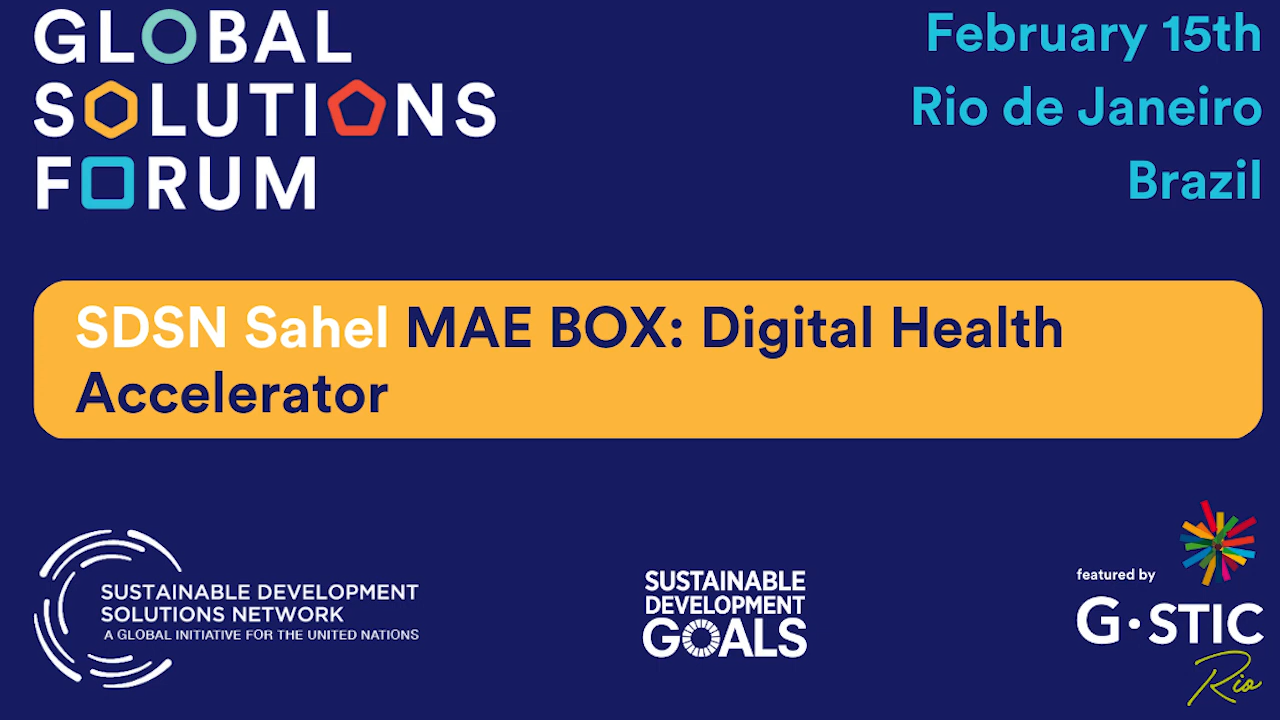 GLOBAL
SOLUTIONS
FORUM
February 15th
Rio de Janeiro
Brazil
SDSN Sahel MAE BOX: Digital Health
Accelerator
SUSTAINABLE DEVELOPMENT
SOLUTIONS NETWORK
A GLOBAL INITIATIVE FOR THE UNITED NATIONS
SUSTAINABLE
DEVELOPMENT
GOALS
featured by
G·STIC
Rio